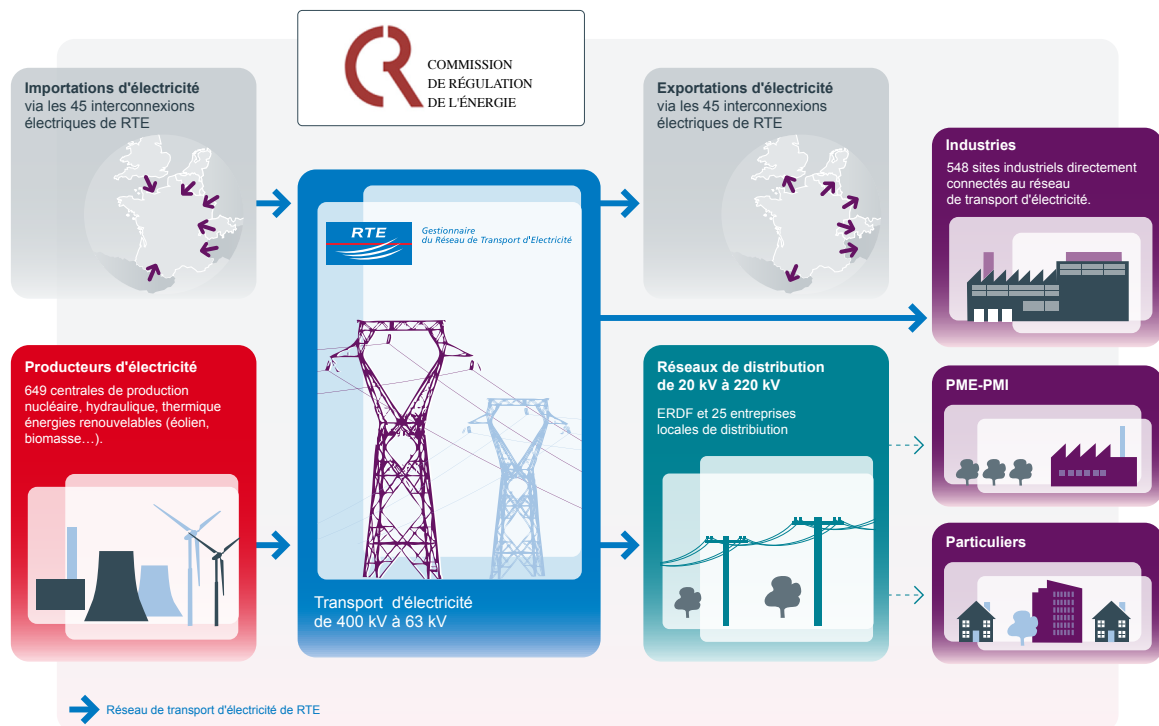 COMMISSION
DE RÉGULATION
DE L'ÉNERGIE
Importations d'électricité
via les 45 interconnexions
électriques de RTE
Exportations d'électricité
via les 45 interconnexions
électriques de RTE
Industries
548 sites industriels directement
connectés au réseau
de transport d'électricité.
RTE
Gestionnaire
du Réseau de Transport d'Electricité
Producteurs d'électricité
649 centrales de production
nucléaire, hydraulique, thermique
énergies renouvelables (éolien,
biomasse…).
Transport d'électricité
de 400 kV à 63 kV
Réseaux de distribution
de 20 kV à 220 kV
ERDF et 25 entreprises
locales de distribiution
PME-PMI
Particuliers
Réseau de transport d'électricité de RTE